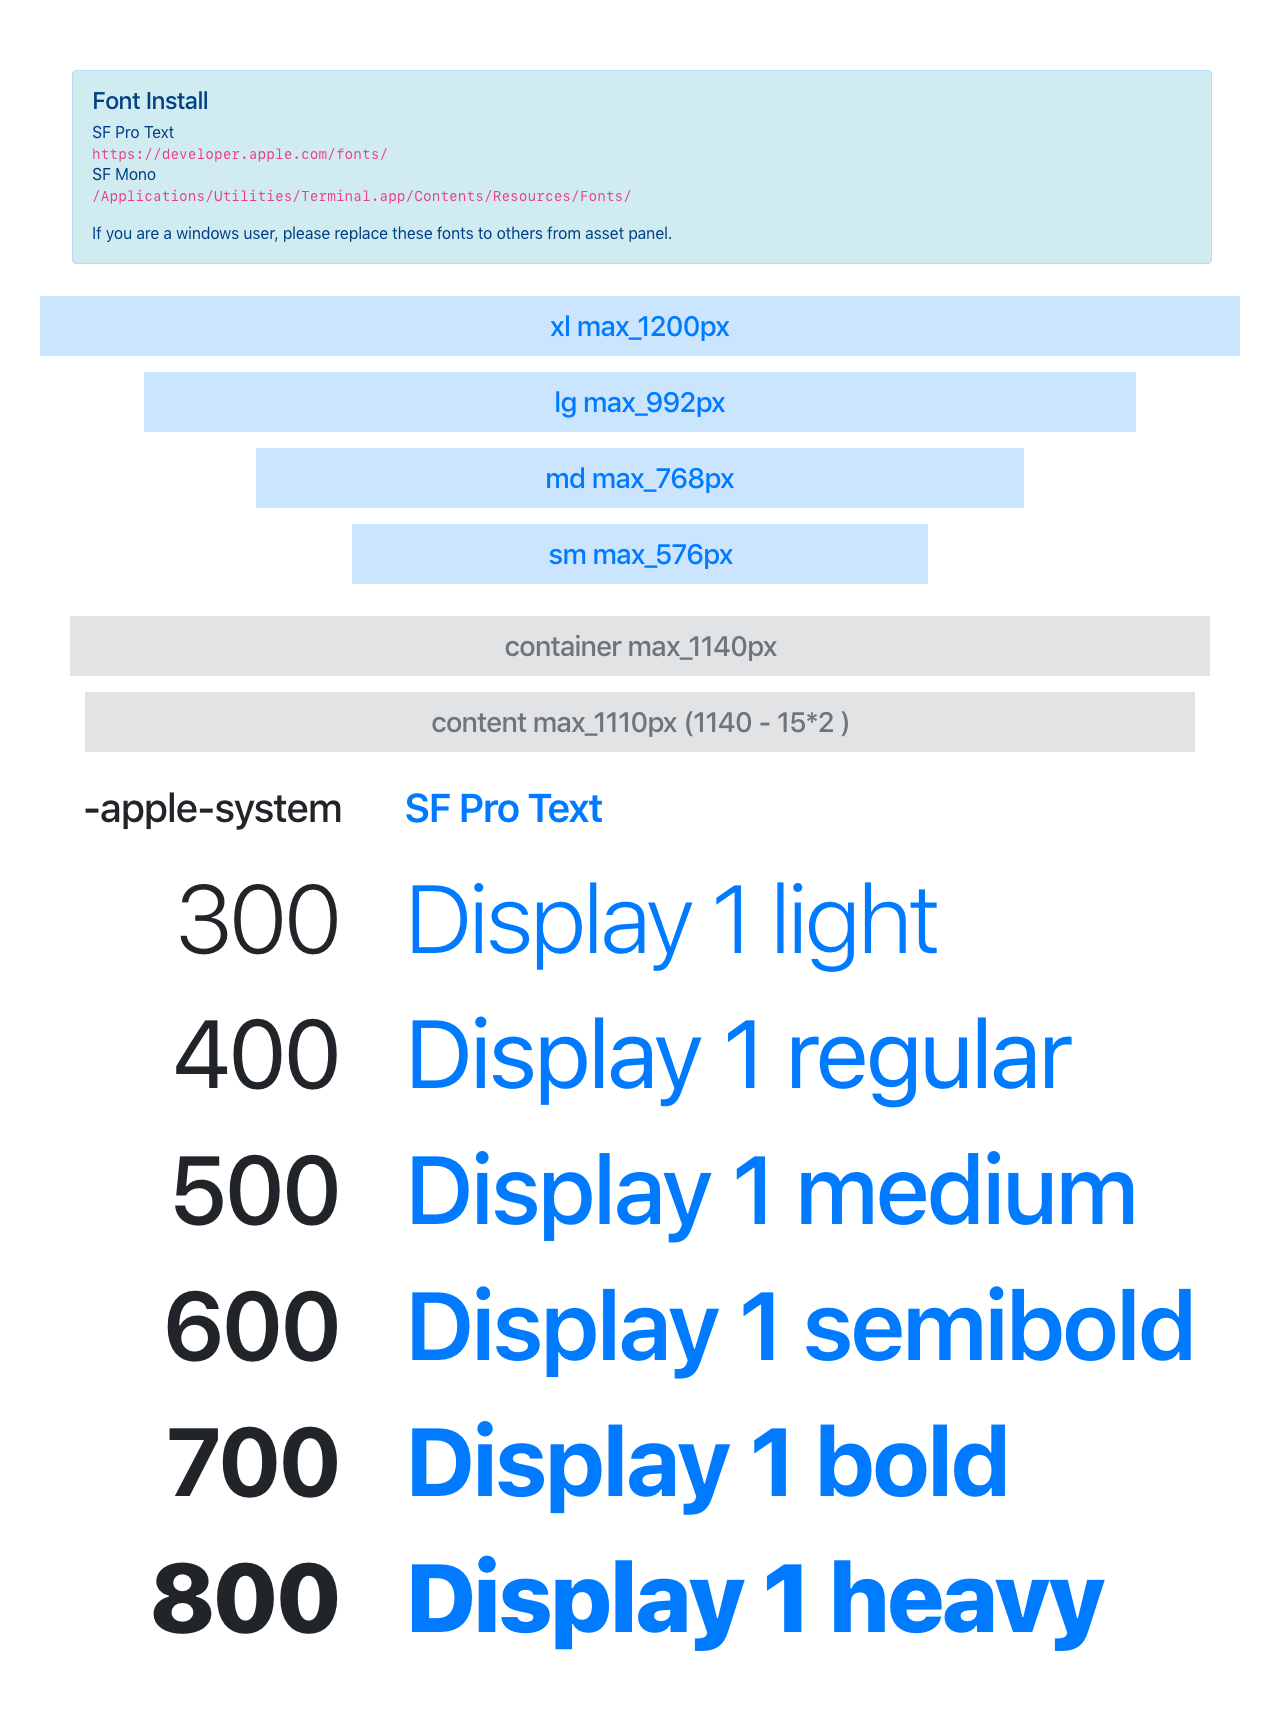 Font Install
SF Pro Text
https://developer.apple.com/fonts/
SF Mono
/Applications/Utilities/Terminal.app/Contents/Resources/Fonts/
If you are a windows user, please replace these fonts to others from asset panel.
xl max_1200px
lg max_992px
md max_768px
sm max_576px
container max_1140px
content max_1110px (1140 - 15*2 )
-apple-system SF Pro Text
300 Display 1 light
400 Display 1 regular
500 Display 1 medium
600 Display 1 semibold
700 Display 1 bold
800 Display 1 heavy